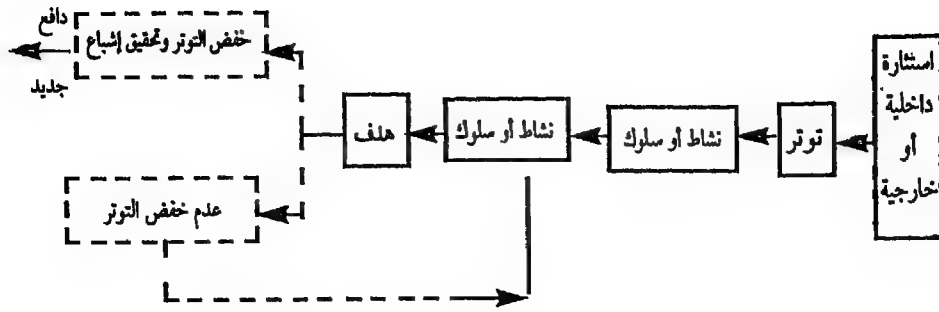 استثارة
داخلية
أو
خارجية
توتر
نشاط أو سلوك
نشاط أو سلوك
هدف
خفض التوتر وتحقيق إشباع
دافع
جديد
عدم خفض التوتر